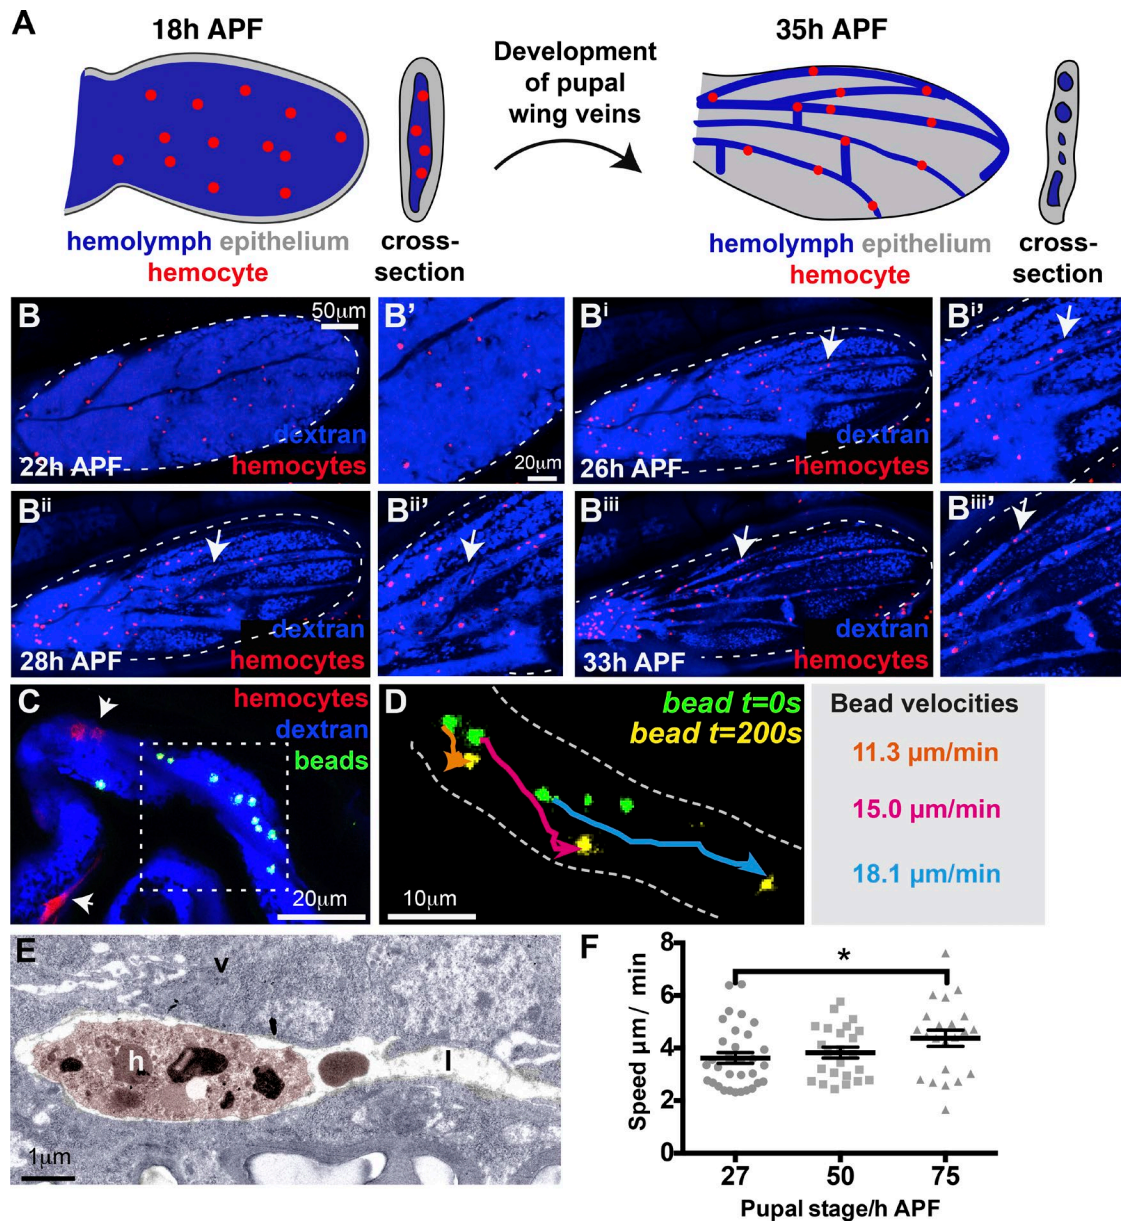 A
18h APF
Development
of pupal
wing veins
35h APF
hemolymph epithelium
hemocyte
cross-
section
hemolymph epithelium
hemocyte
cross-
section
B
50µm
dextran
22h APF
hemocytes
B'
20µm
Bi
dextran
26h APF
hemocytes
Bi'
Bii
dextran
28h APF
hemocytes
Bii'
Biii
dextran
33h APF
hemocytes
Biii'
C
hemocytes
dextran
beads
20µm
D
bead t=0s
bead t=200s
10µm
Bead velocities
11.3 µm/min
15.0 µm/min
18.1 µm/min
E
v
h
l
1µm
F
*
Speed µm/ min
8
6
4
2
0
27 50 75
Pupal stage/h APF